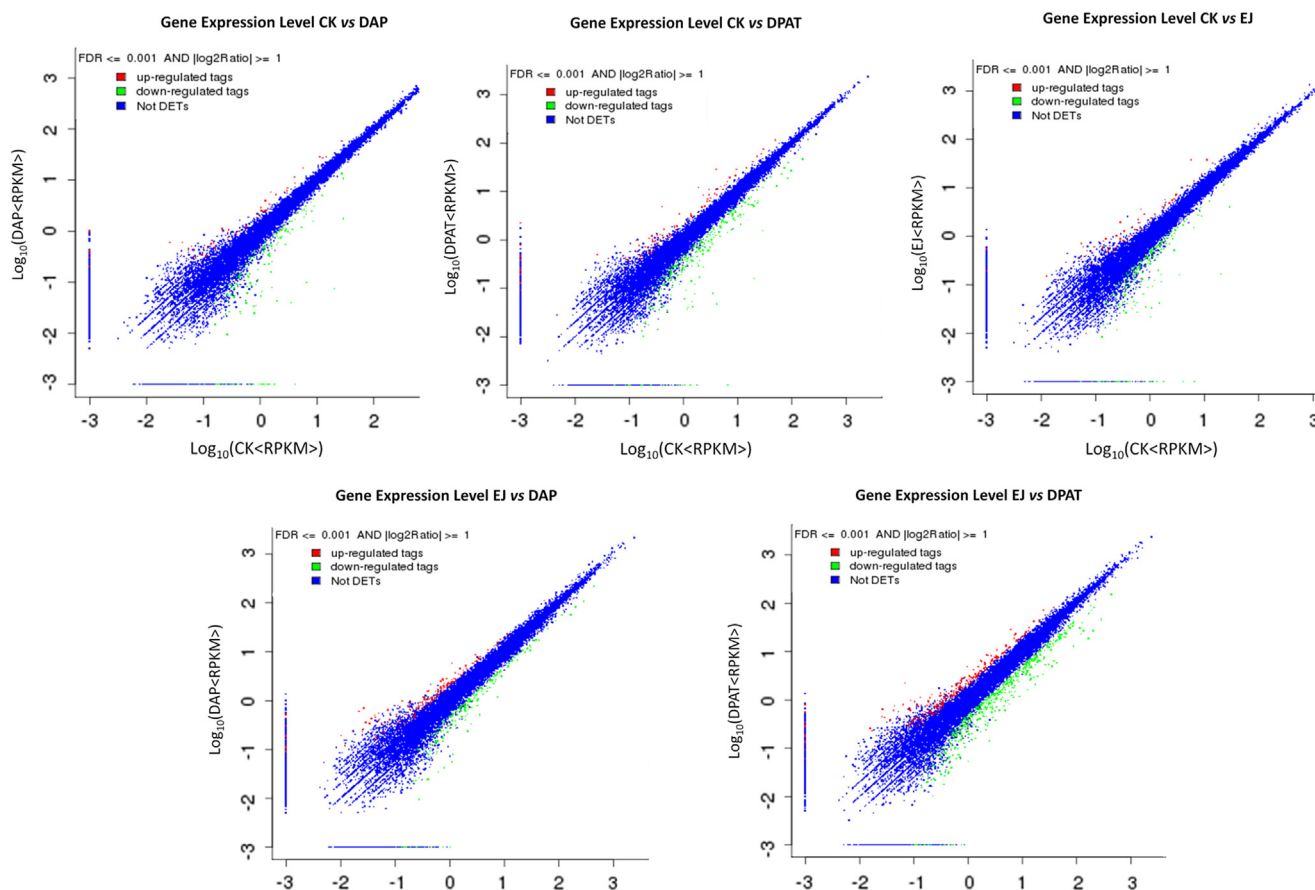 Gene Expression Level CK vs DAP
FDR <= 0.001 AND |log2Ratio| >= 1
up-regulated tags
down-regulated tags
Not DETs
Log10(DAP<RPKM>)
3
2
1
0
-1
-2
-3
-3 -2 -1 0 1 2
Log10(CK<RPKM>)
Gene Expression Level CK vs DPAT
FDR <= 0.001 AND |log2Ratio| >= 1
up-regulated tags
down-regulated tags
Not DETs
Log10(DPAT<RPKM>)
3
2
1
0
-1
-2
-3
-3 -2 -1 0 1 2 3
Log10(CK<RPKM>)
Gene Expression Level CK vs EJ
FDR <= 0.001 AND |log2Ratio| >= 1
up-regulated tags
down-regulated tags
Not DETs
Log10(EJ<RPKM>)
3
2
1
0
-1
-2
-3
-3 -2 -1 0 1 2 3
Log10(CK<RPKM>)
Gene Expression Level EJ vs DAP
FDR <= 0.001 AND |log2Ratio| >= 1
up-regulated tags
down-regulated tags
Not DETs
Log10(DAP<RPKM>)
3
2
1
0
-1
-2
-3
-3 -2 -1 0 1 2 3
Gene Expression Level EJ vs DPAT
FDR <= 0.001 AND |log2Ratio| >= 1
up-regulated tags
down-regulated tags
Not DETs
Log10(DPAT<RPKM>)
3
2
1
0
-1
-2
-3
-3 -2 -1 0 1 2 3